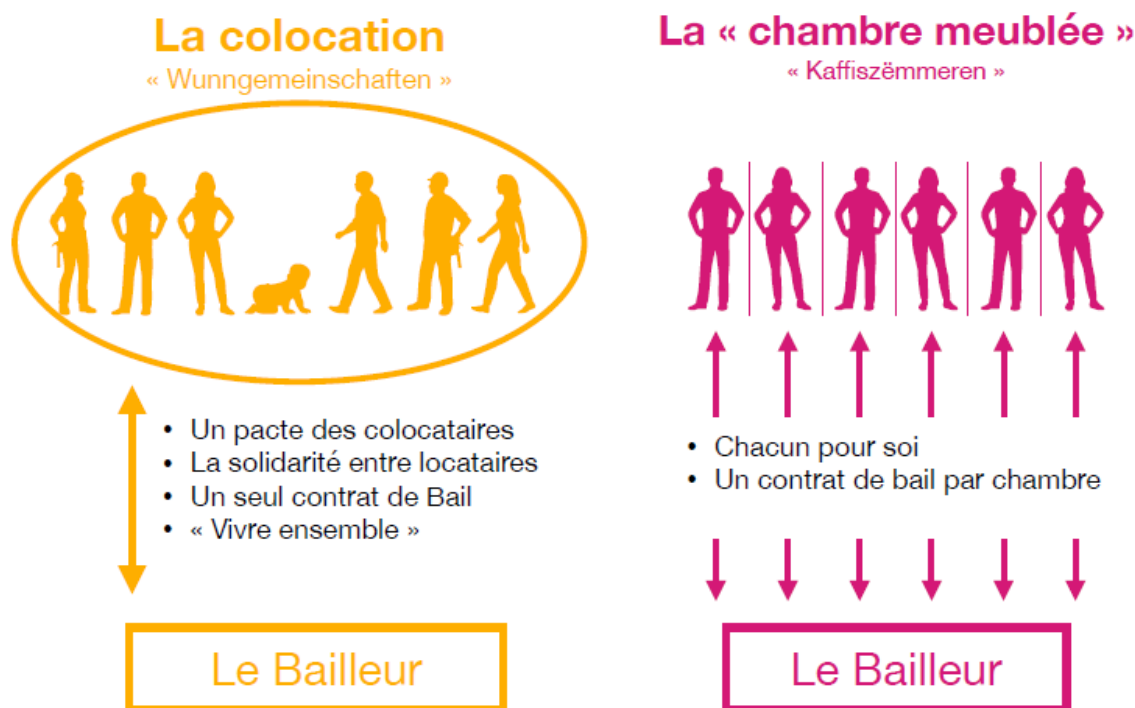 La colocation
« Wunngemeinschaften »
• Un pacte des colocataires
• La solidarité entre locataires
• Un seul contrat de Bail
• « Vivre ensemble »
Le Bailleur
La « chambre meublée »
« Kaffiszëmmeren »
• Chacun pour soi
• Un contrat de bail par chambre
Le Bailleur